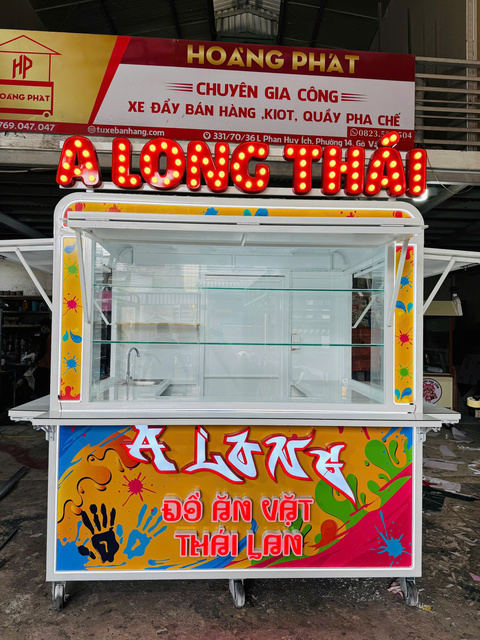 HOÀNG PHÁT
HP
HOÀNG PHÁT
CHUYÊN GIA CÔNG
XE ĐẨY BÁN HÀNG ,KIOT, QUẦY PHA CHẾ
769.047.047
tuxebanhang.com
331/70/36 L Phan Huy Ích, Phường 14, Gò
A LONG THÁI
A LONG
ĐỒ ĂN VẶT
THÁI LAN